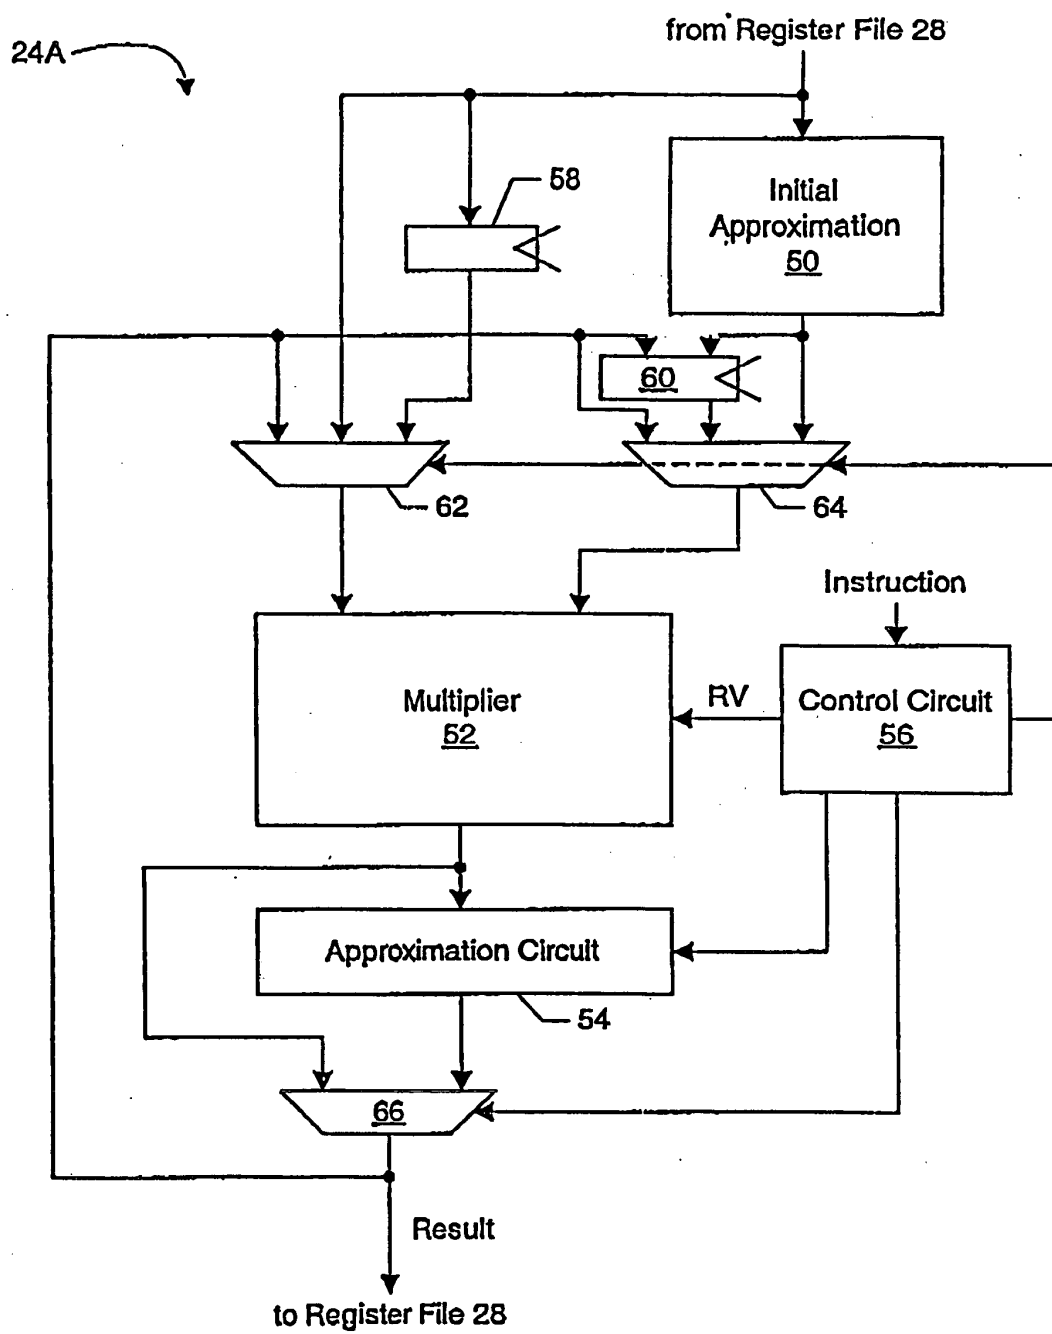 from Register File 28
24A
58
Initial
Approximation
50
60
62
64
Instruction
Multiplier
52
RV
Control Circuit
56
Approximation Circuit
54
66
Result
to Register File 28